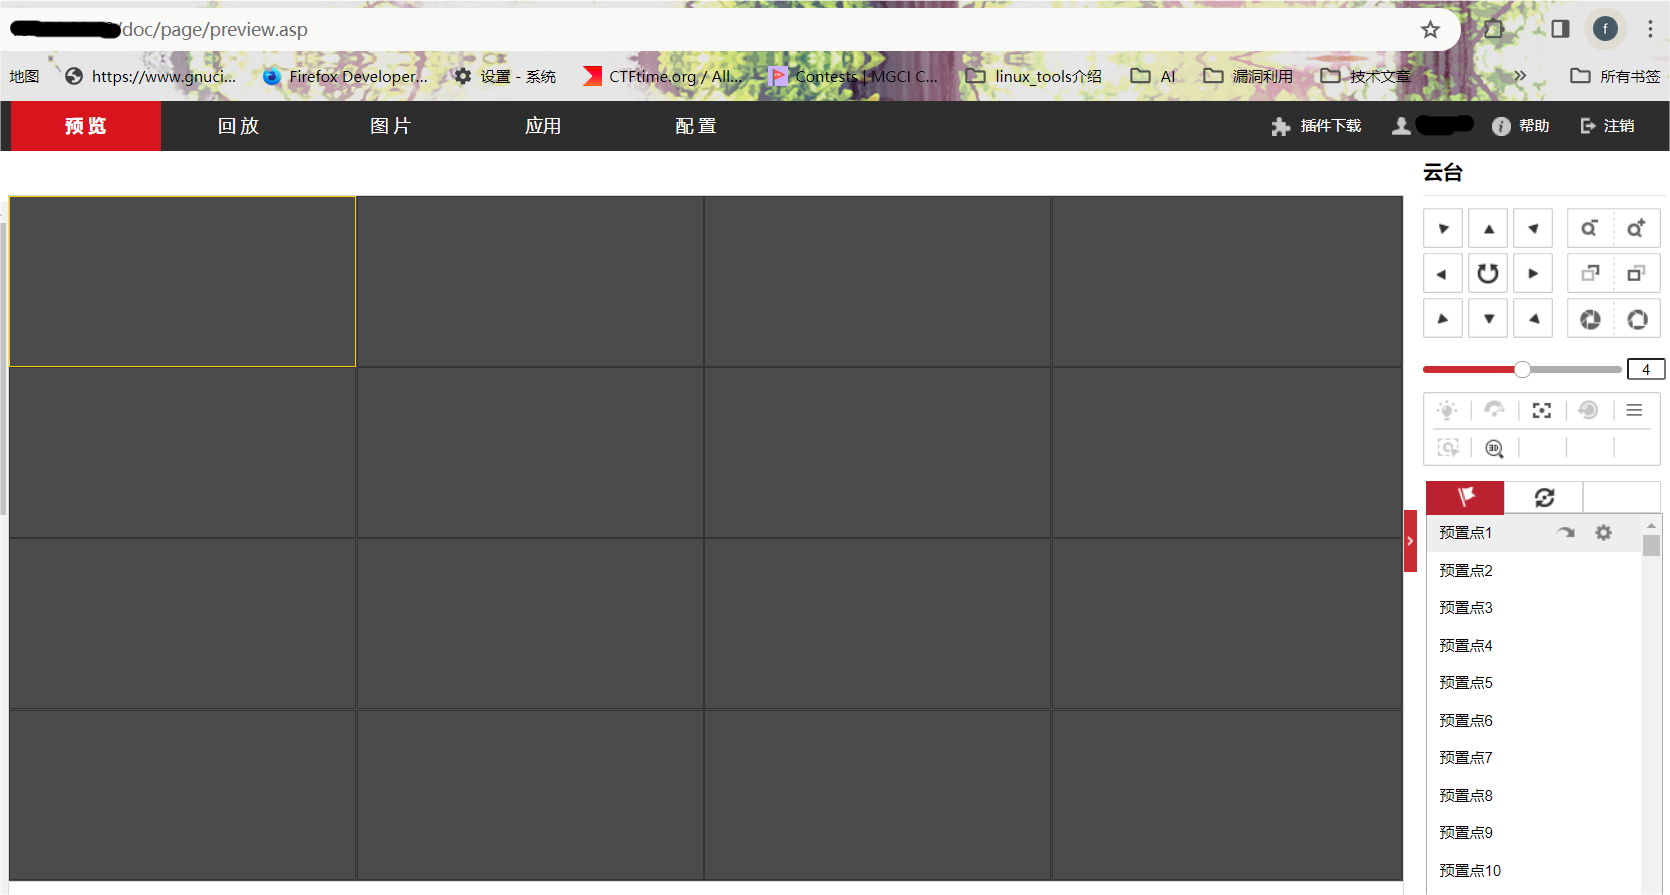 /doc/page/preview.asp
地图 https://www.gnuci... Firefox Developer... 设置 - 系统 CTFtime.org / All... Contests | MGCI C... linux_tools介绍 AI 漏洞利用 技术文章 » 所有书签
预览 回放 图片 应用 配置 插件下载 帮助 注销
云台
4
3D
预置点1
预置点2
预置点3
预置点4
预置点5
预置点6
预置点7
预置点8
预置点9
预置点10